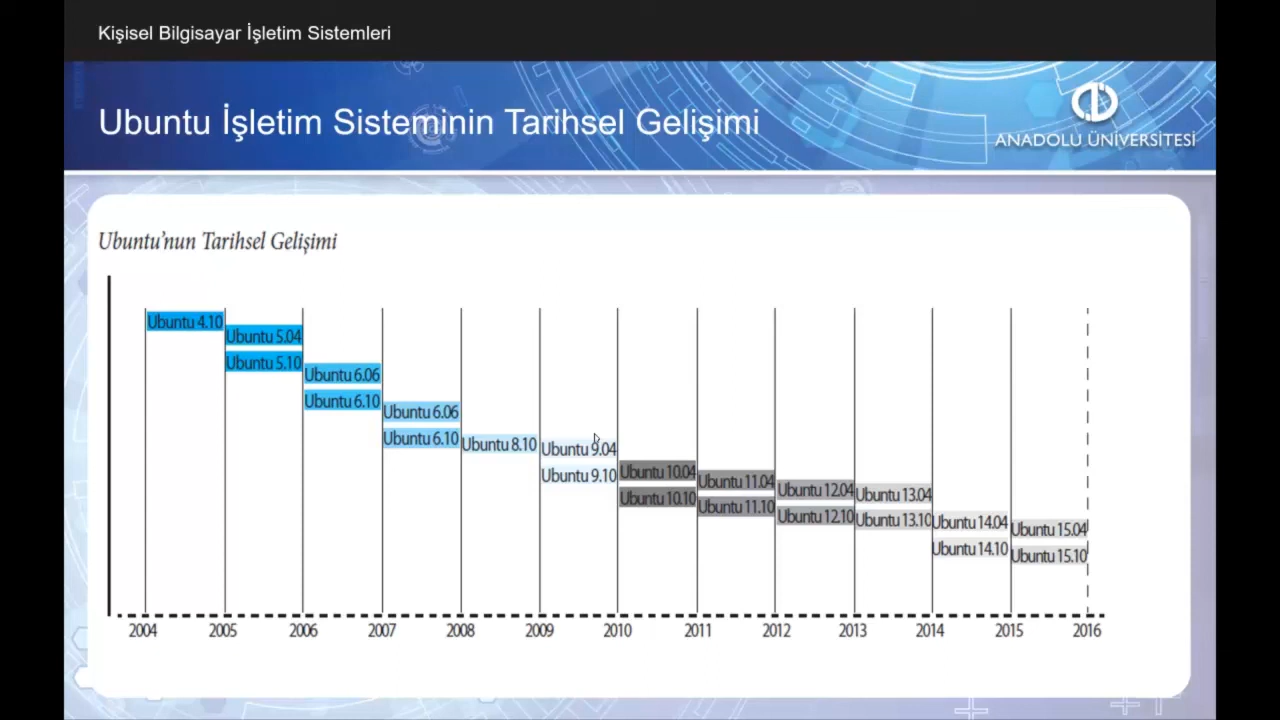 Kişisel Bilgisayar İşletim Sistemleri
Ubuntu İşletim Sisteminin Tarihsel Gelişimi
ANADOLU ÜNİVERSİTESİ
Ubuntu'nun Tarihsel Gelişimi
Ubuntu 4.10
Ubuntu 5.04
Ubuntu 5.10
Ubuntu 6.06
Ubuntu 6.10
Ubuntu 6.06
Ubuntu 6.10
Ubuntu 8.10
Ubuntu 9.04
Ubuntu 9.10
Ubuntu 10.04
Ubuntu 10.10
Ubuntu 11.04
Ubuntu 11.10
Ubuntu 12.04
Ubuntu 12.10
Ubuntu 13.04
Ubuntu 13.10
Ubuntu 14.04
Ubuntu 14.10
Ubuntu 15.04
Ubuntu 15.10
2004 2005 2006 2007 2008 2009 2010 2011 2012 2013 2014 2015 2016